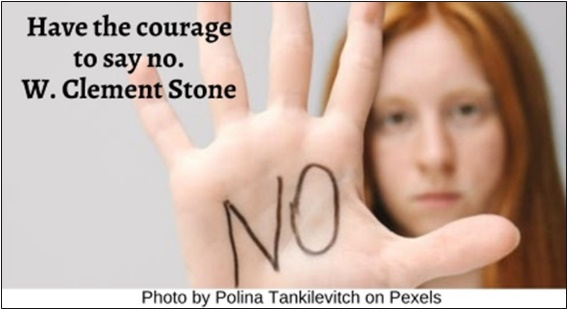 Have the courage
to say no.
W. Clement Stone
NO
Photo by Polina Tankilevitch on Pexels